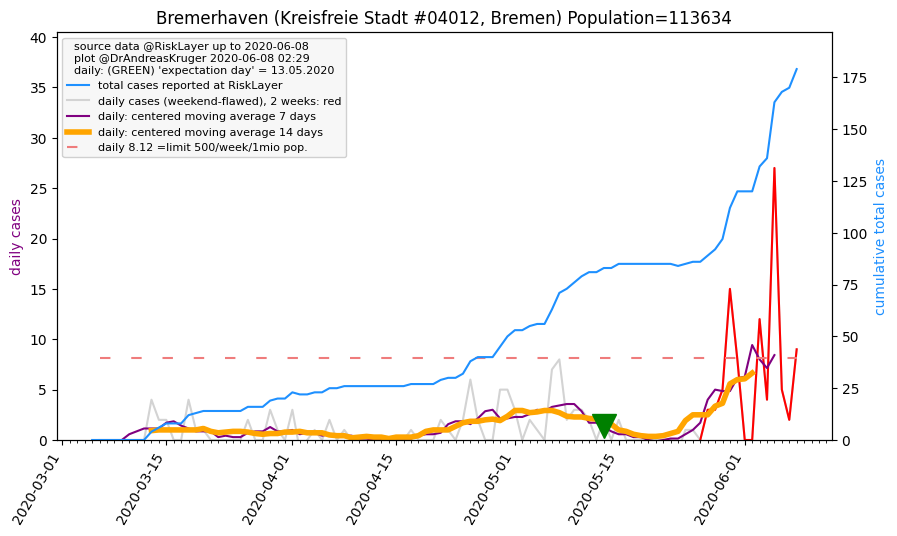 Bremerhaven (Kreisfreie Stadt #04012, Bremen) Population=113634
source data @RiskLayer up to 2020-06-08
plot @DrAndreasKruger 2020-06-08 02:29
daily: (GREEN) 'expectation day' = 13.05.2020
total cases reported at RiskLayer
daily cases (weekend-flawed), 2 weeks: red
daily: centered moving average 7 days
daily: centered moving average 14 days
daily 8.12 =limit 500/week/1mio pop.
daily cases
40
35
30
25
20
15
10
5
0
cumulative total cases
175
150
125
100
75
50
25
0
2020-03-01
2020-03-15
2020-04-01
2020-04-15
2020-05-01
2020-05-15
2020-06-01